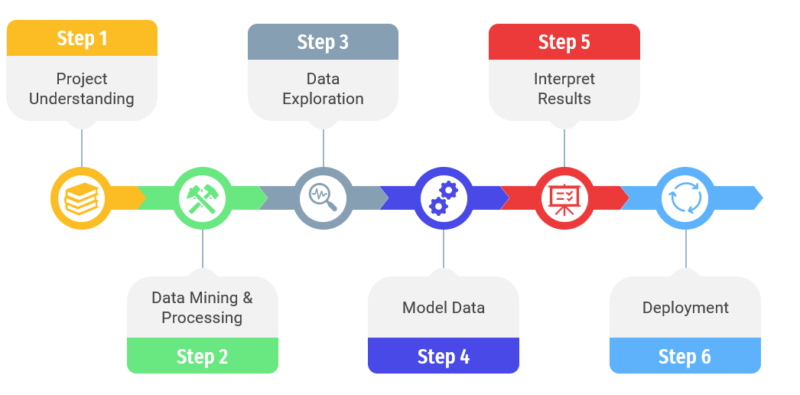 Step 1
Project
Understanding
Data Mining &
Processing
Step 2
Step 3
Data
Exploration
Model Data
Step 4
Step 5
Interpret
Results
Deployment
Step 6